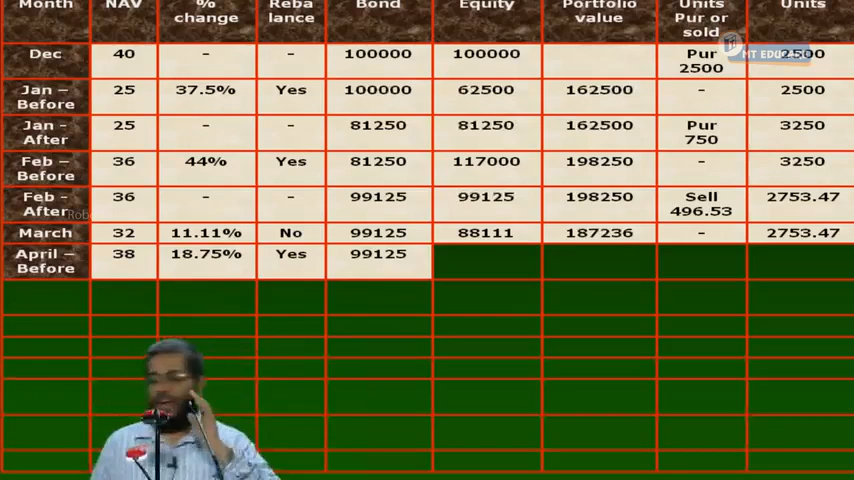 Month NAV % change Reba lance Bond Equity Portfolio value Units Pur or sold Units
Dec 40 - - 100000 100000 Pur 2500 2500
Jan – Before 25 37.5% Yes 100000 62500 162500 - 2500
Jan - After 25 - - 81250 81250 162500 Pur 750 3250
Feb – Before 36 44% Yes 81250 117000 198250 - 3250
Feb - After 36 - - 99125 99125 198250 Sell 496.53 2753.47
March 32 11.11% No 99125 88111 187236 - 2753.47
April – Before 38 18.75% Yes 99125